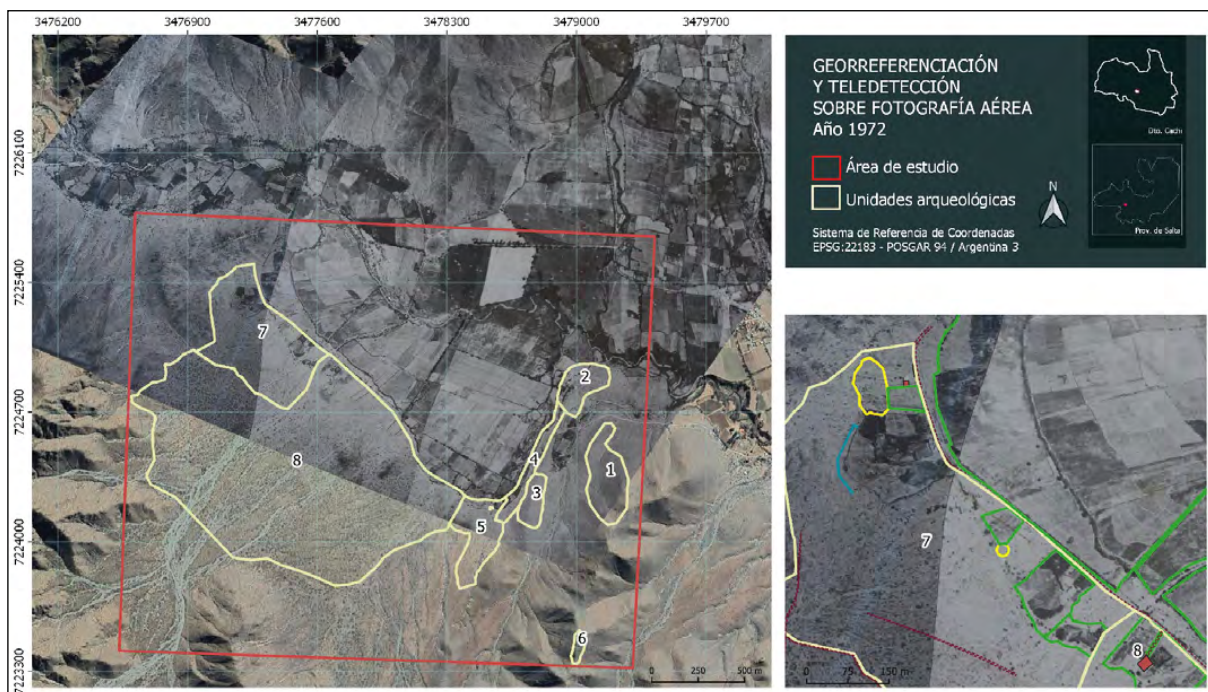 3476200 3476900 3477600 3478300 3479000 3479700
7226100
7225400
7224700
7224000
7223300
7
2
8
4
1
3
5
6
0 250 500 m
GEORREFERENCIACIÓN
Y TELEDETECCIÓN
SOBRE FOTOGRAFÍA AÉREA
Año 1972
Área de estudio
Unidades arqueológicas
N
Sistema de Referencia de Coordenadas
EPSG:22183 - POSGAR 94 / Argentina 3
Dto. Cachi
Prov. de Salta
7
8
0 75 150 m